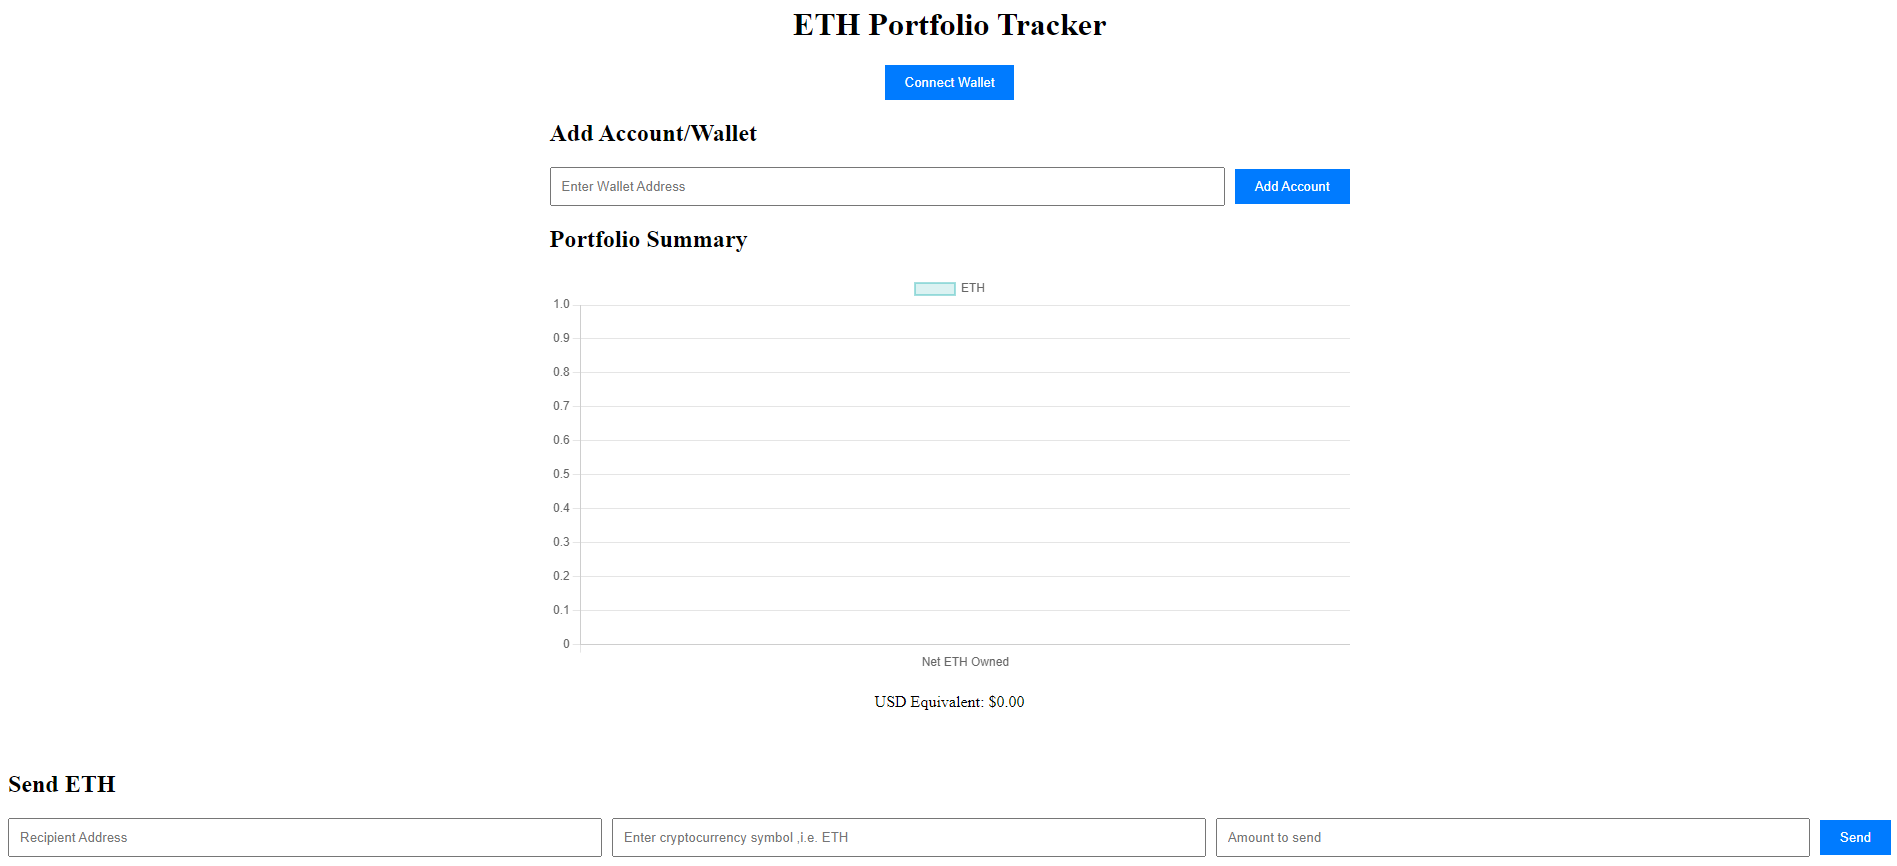 ETH Portfolio Tracker
Connect Wallet
Add Account/Wallet
Enter Wallet Address
Add Account
Portfolio Summary
ETH
1.0
0.9
0.8
0.7
0.6
0.5
0.4
0.3
0.2
0.1
0
Net ETH Owned
USD Equivalent: $0.00
Send ETH
Recipient Address
Enter cryptocurrency symbol ,i.e. ETH
Amount to send
Send